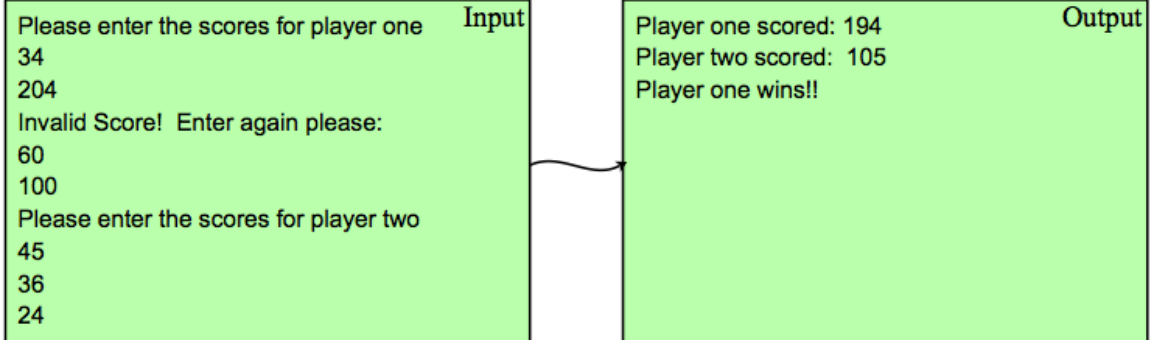 Input
Please enter the scores for player one
34
204
Invalid Score!  Enter again please:
60
100
Please enter the scores for player two
45
36
24
Output
Player one scored: 194
Player two scored:  105
Player one wins!!